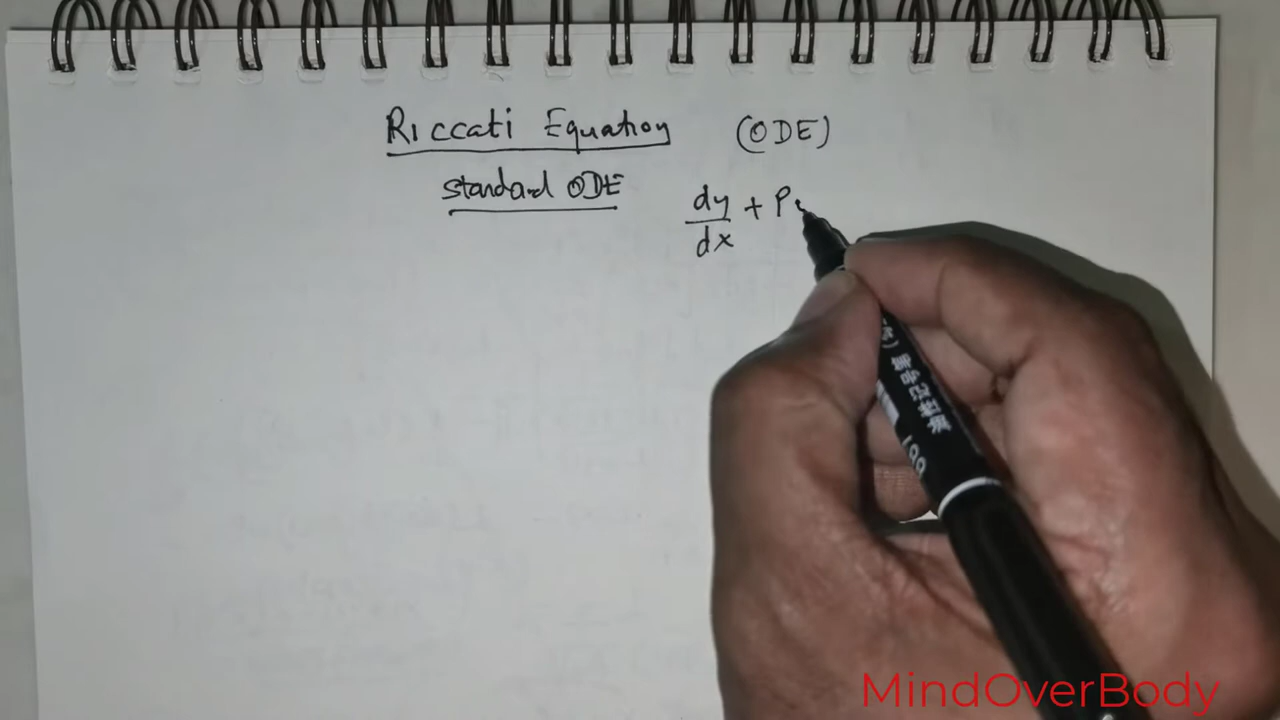 Riccati Equation (ODE)
standard ODE
dy/dx + P
MindOverBody